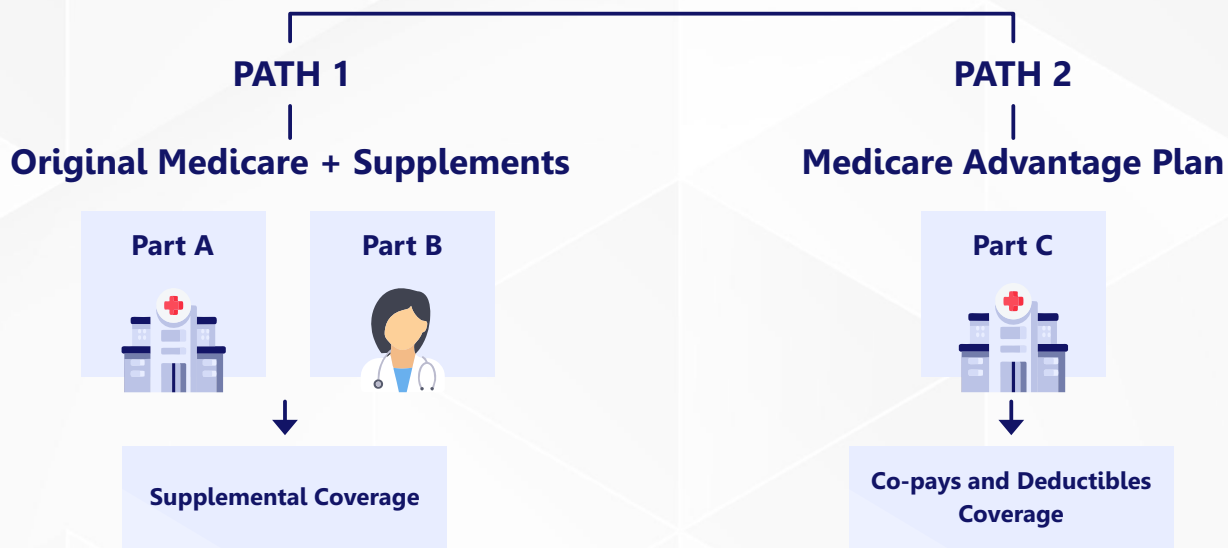 PATH 1
PATH 2
Original Medicare + Supplements
Medicare Advantage Plan
Part A
Part B
Part C
Supplemental Coverage
Co-pays and Deductibles
Coverage